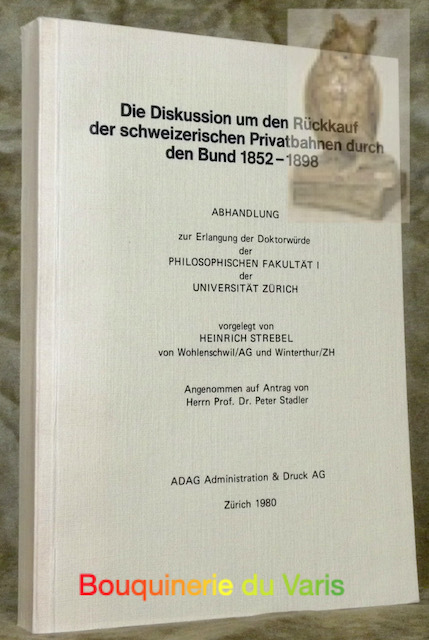 Die Diskussion um den Rückkauf
der schweizerischen Privatbahnen durch
den Bund 1852–1898
ABHANDLUNG
zur Erlangung der Doktorwürde
der
PHILOSOPHISCHEN FAKULTÄT I
der
UNIVERSITÄT ZÜRICH
vorgelegt von
HEINRICH STREBEL
von Wohlenschwil/AG und Winterthur/ZH
Angenommen auf Antrag von
Herrn Prof. Dr. Peter Stadler
ADAG Administration & Druck AG
Zürich 1980
Bouquinerie du Varis